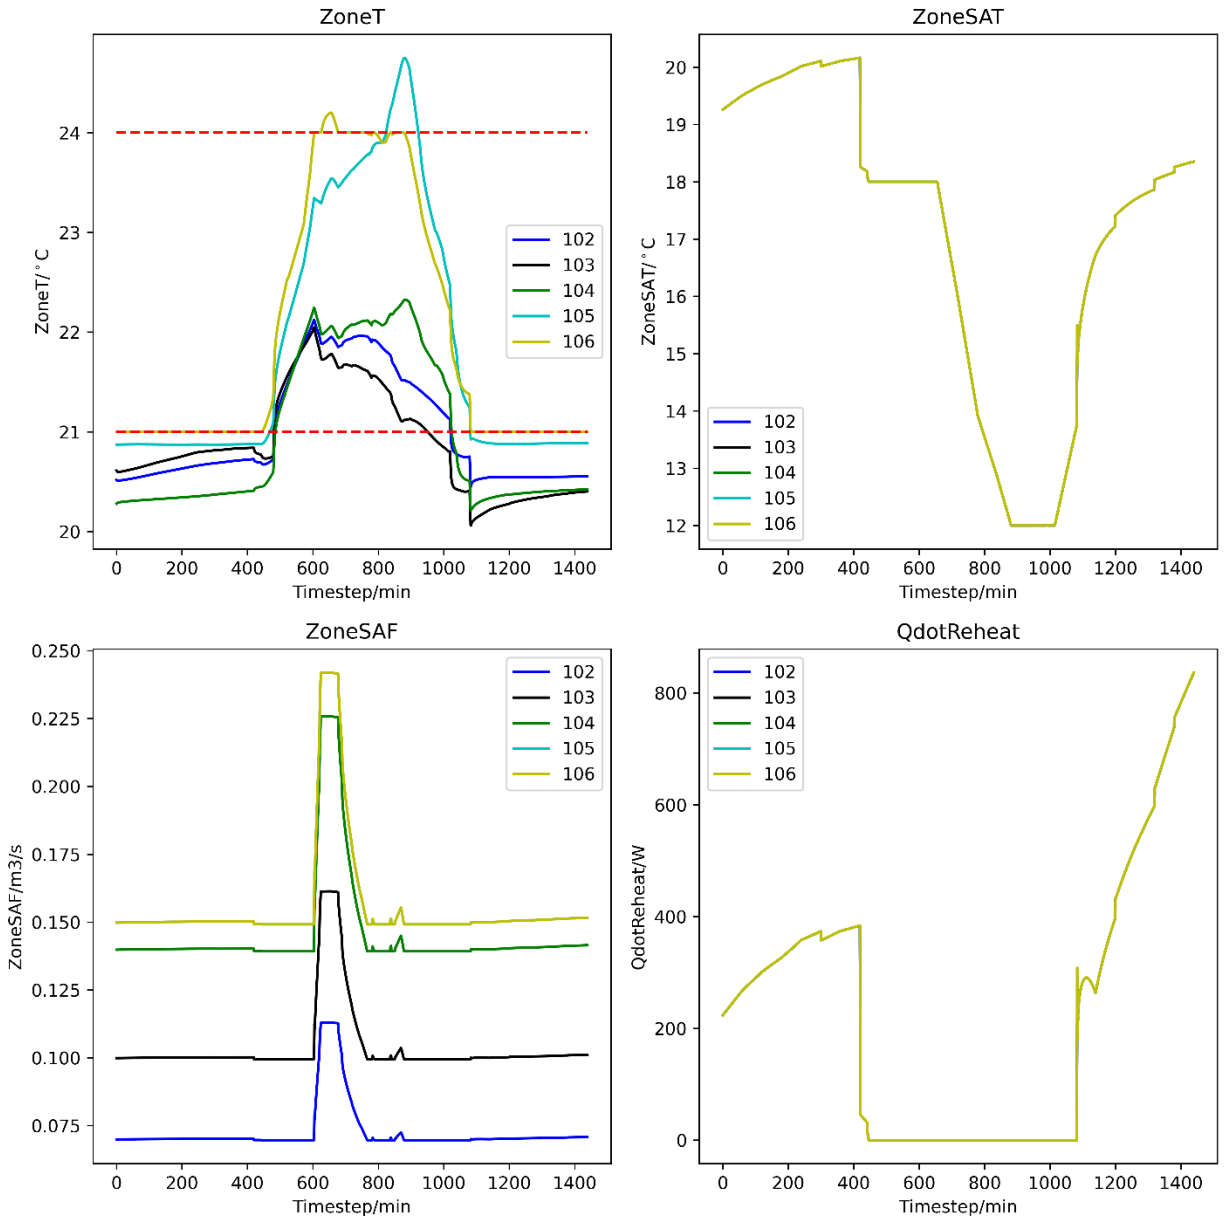 ZoneT
ZoneT/°C
24
23
22
21
20
102
103
104
105
106
0 200 400 600 800 1000 1200 1400
Timestep/min
ZoneSAT
ZoneSAT/°C
20
19
18
17
16
15
14
13
12
102
103
104
105
106
0 200 400 600 800 1000 1200 1400
Timestep/min
ZoneSAF
ZoneSAF/m3/s
0.250
0.225
0.200
0.175
0.150
0.125
0.100
0.075
102
103
104
105
106
0 200 400 600 800 1000 1200 1400
Timestep/min
QdotReheat
QdotReheat/W
800
600
400
200
0
102
103
104
105
106
0 200 400 600 800 1000 1200 1400
Timestep/min